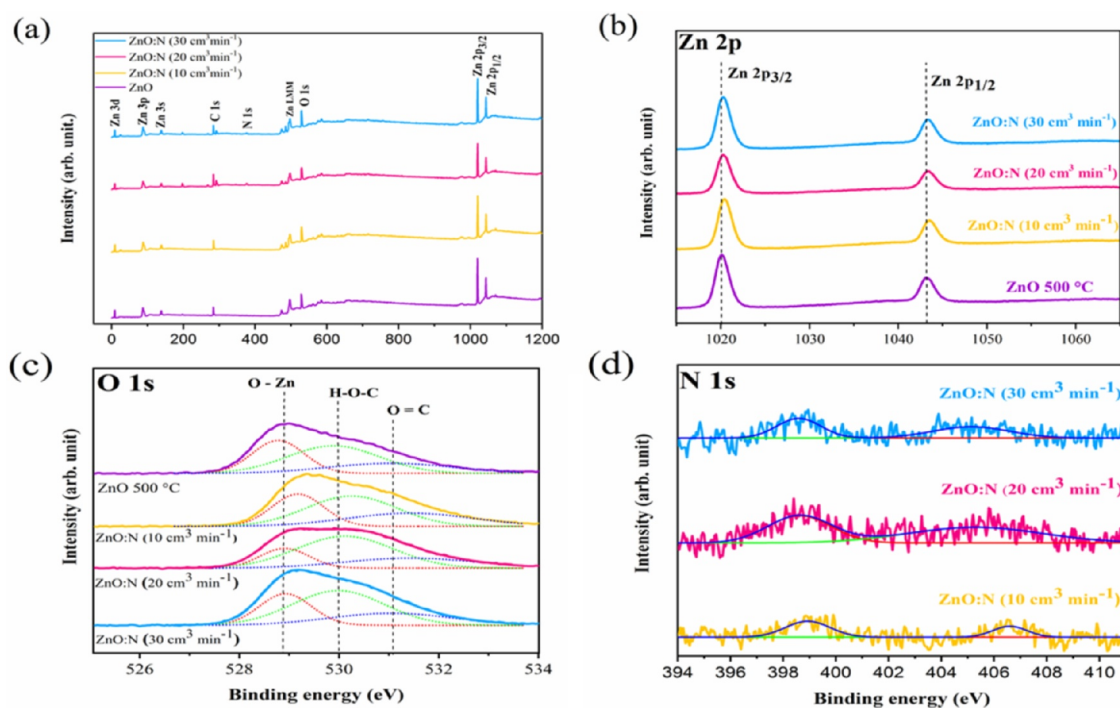 (a)
ZnO:N (30 cm³min⁻¹)
ZnO:N (20 cm³min⁻¹)
ZnO:N (10 cm³min⁻¹)
ZnO
Zn 3d
Zn 3p
Zn 3s
C 1s
N 1s
Zn LMM
O 1s
Zn 2p3/2
Zn 2p1/2
Intensity (arb. unit.)
0 200 400 600 800 1000 1200
(b)
Zn 2p
Zn 2p3/2
Zn 2p1/2
ZnO:N (30 cm³ min⁻¹)
ZnO:N (20 cm³ min⁻¹)
ZnO:N (10 cm³ min⁻¹)
ZnO 500 °C
Intensity (arb. unit)
1020 1030 1040 1050 1060
(c)
O 1s
O - Zn
H-O-C
O = C
ZnO 500 °C
ZnO:N (10 cm³ min⁻¹)
ZnO:N (20 cm³ min⁻¹)
ZnO:N (30 cm³ min⁻¹)
Intensity (arb. unit)
526 528 530 532 534
Binding energy (eV)
(d)
N 1s
ZnO:N (30 cm³ min⁻¹)
ZnO:N (20 cm³ min⁻¹)
ZnO:N (10 cm³ min⁻¹)
Intensity (arb. unit)
394 396 398 400 402 404 406 408 410
Binding energy (eV)